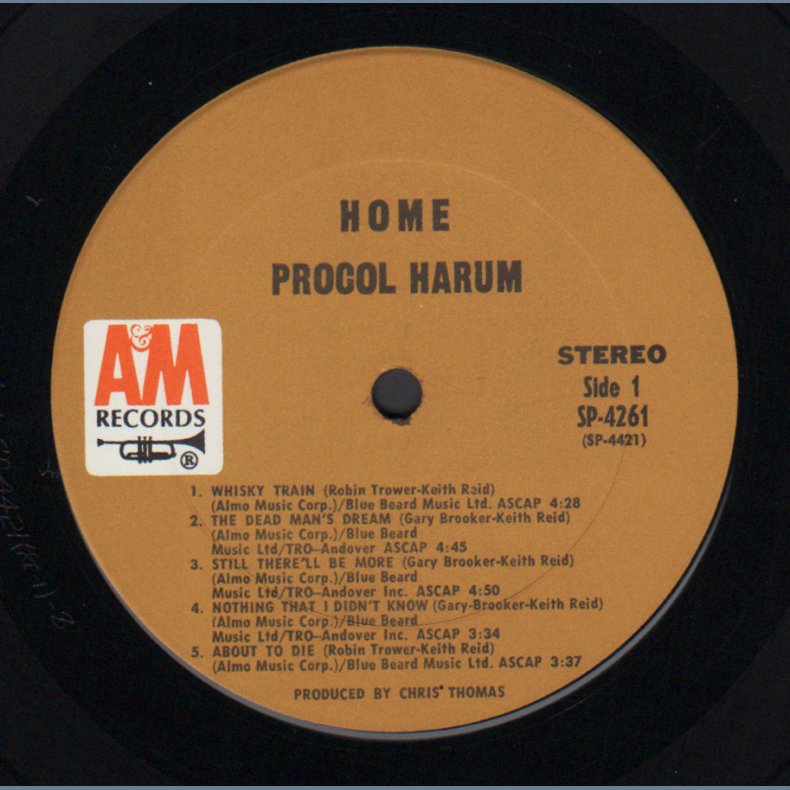 HOME
PROCOL HARUM
A&M
RECORDS
®
STEREO
Side 1
SP-4261
(SP-4421)
1. WHISKY TRAIN (Robin Trower-Keith Raid)
(Almo Music Corp.)/Blue Beard Music Ltd. ASCAP 4:28
2. THE DEAD MAN'S DREAM (Gary Brooker-Keith Reid)
(Almo Music Corp.)/Blue Beard
Music Ltd/TRO-Andover ASCAP 4:45
3. STILL THERE'LL BE MORE (Gary Brooker-Keith Reid)
(Almo Music Corp.)/Blue Beard
Music Ltd/TRO-Andover Inc. ASCAP 4:50
4. NOTHING THAT I DIDN'T KNOW (Gary-Brooker-Keith Reid)
(Almo Music Corp.)/Blue Beard
Music Ltd/TRO-Andover Inc. ASCAP 3:34
5. ABOUT TO DIE (Robin Trower-Keith Reid)
(Almo Music Corp.)/Blue Beard Music Ltd. ASCAP 3:37
PRODUCED BY CHRIS THOMAS